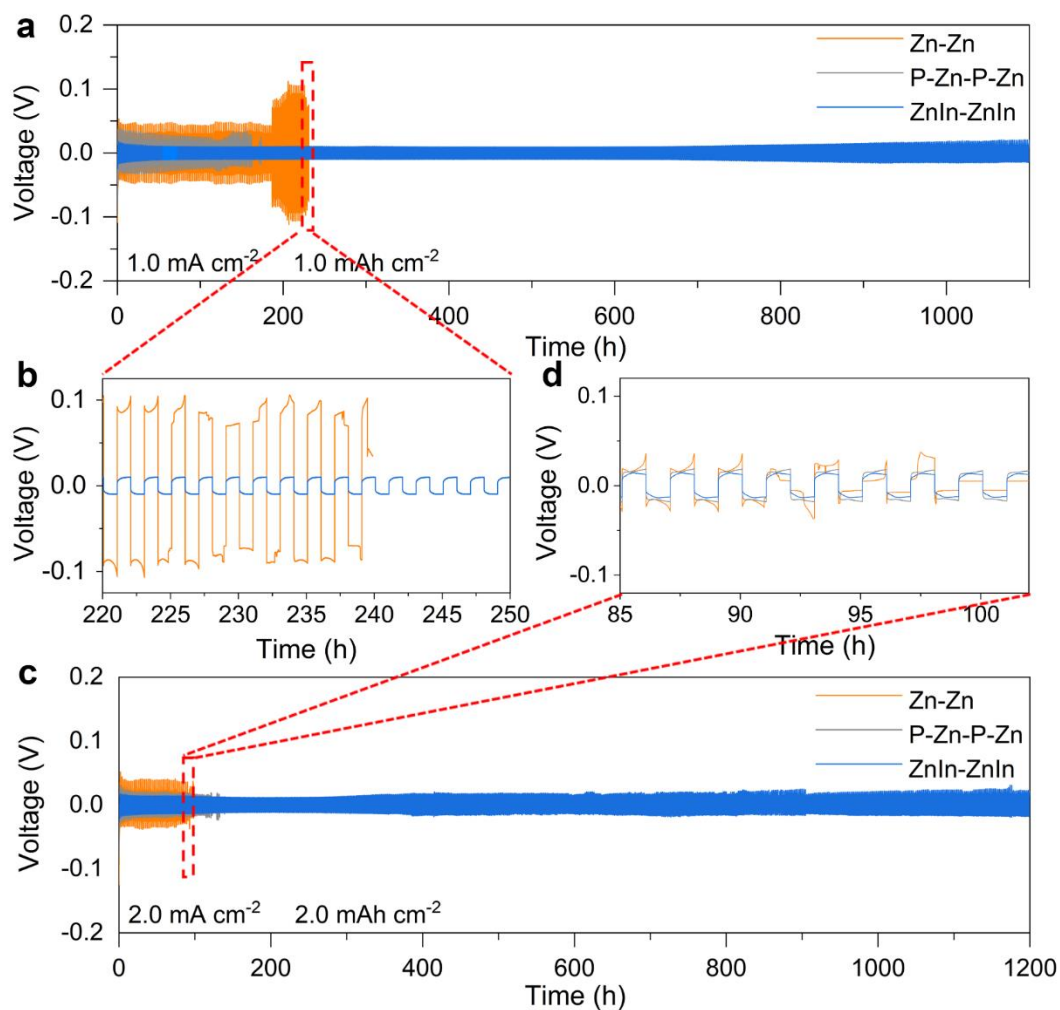 a
0.2
0.1
0.0
-0.1
-0.2
Voltage (V)
Zn-Zn
P-Zn-P-Zn
ZnIn-ZnIn
1.0 mA cm⁻² 1.0 mAh cm⁻²
0 200 400 600 800 1000
Time (h)
b
0.1
0.0
-0.1
Voltage (V)
220 225 230 235 240 245 250
Time (h)
d
0.1
0.0
-0.1
Voltage (V)
85 90 95 100
Time (h)
c
0.2
0.1
0.0
-0.1
-0.2
Voltage (V)
Zn-Zn
P-Zn-P-Zn
ZnIn-ZnIn
2.0 mA cm⁻² 2.0 mAh cm⁻²
0 200 400 600 800 1000 1200
Time (h)